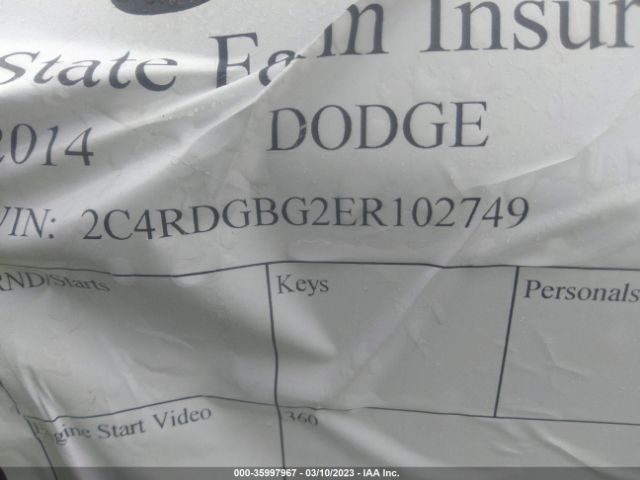 State Farm Insur
2014 DODGE
VIN: 2C4RDGBG2ER102749
RND/Starts Keys Personals
Engine Start Video 360
000-35997967 - 03/10/2023 - IAA Inc.